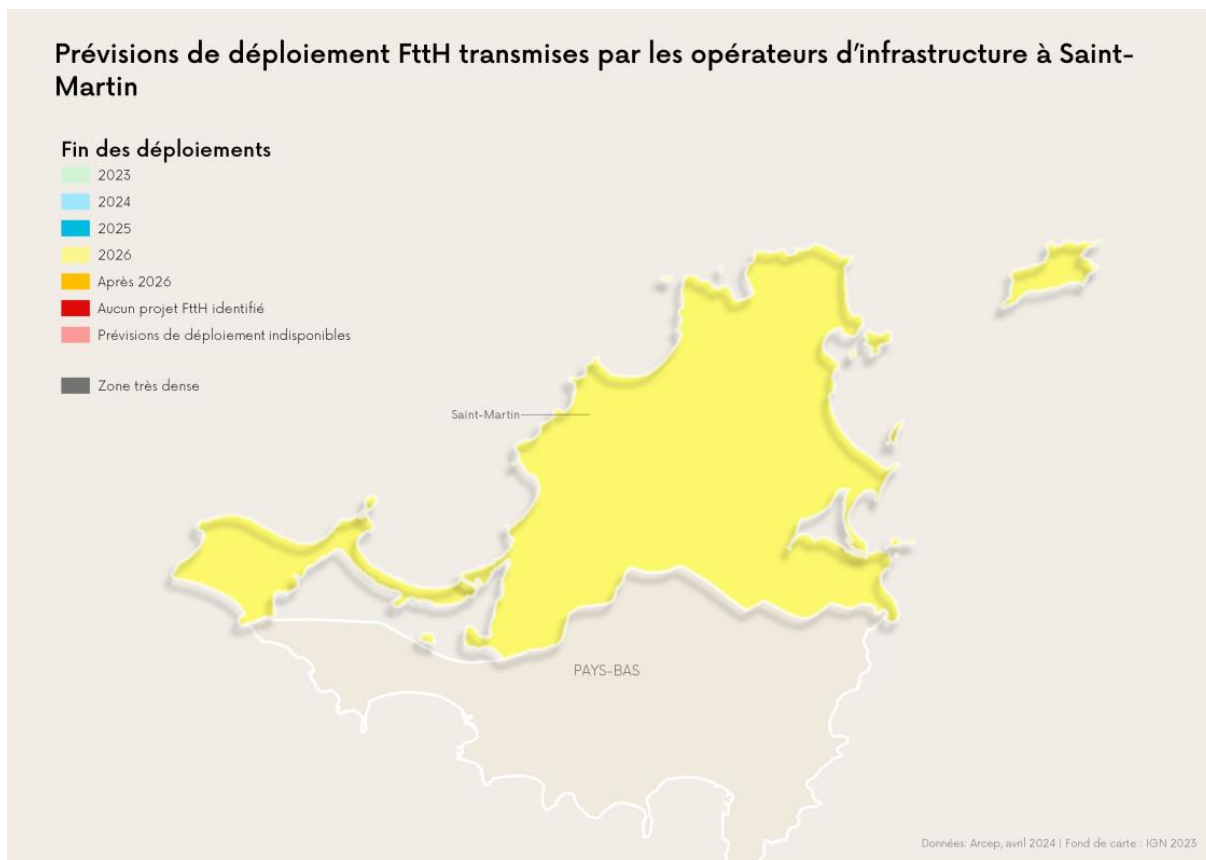 Prévisions de déploiement FttH transmises par les opérateurs d'infrastructure à Saint-
Martin
Fin des déploiements
2023
2024
2025
2026
Après 2026
Aucun projet FttH identifié
Prévisions de déploiement indisponibles
Zone très dense
Saint-Martin
PAYS-BAS
Données: Arcep, avril 2024 | Fond de carte : IGN 2023